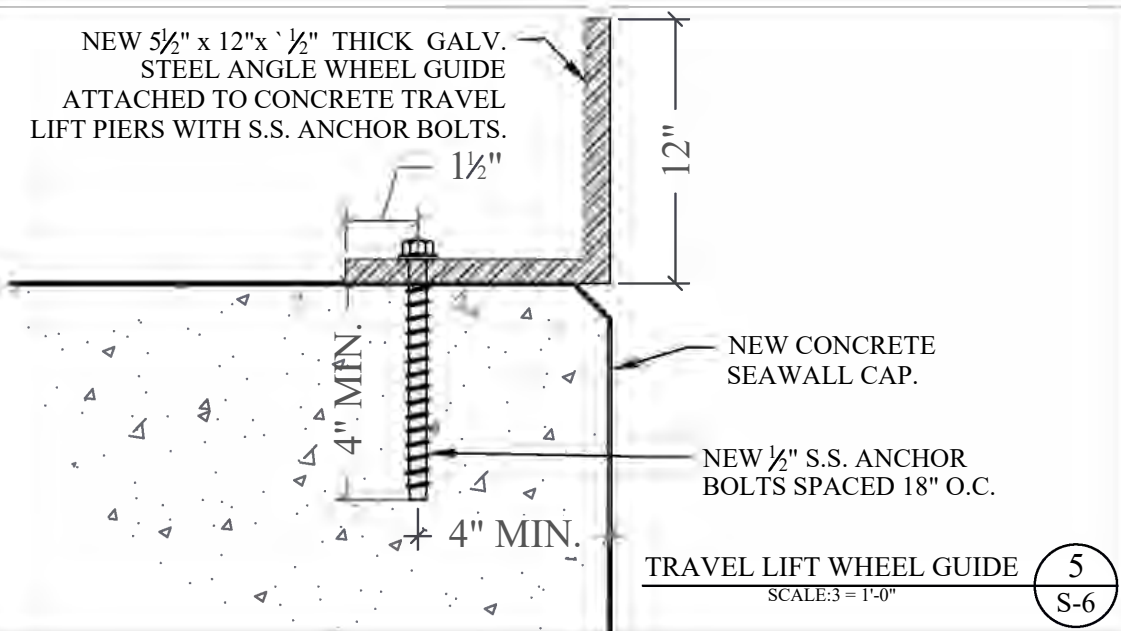 NEW 5½" x 12"x ` ½" THICK GALV.
STEEL ANGLE WHEEL GUIDE
ATTACHED TO CONCRETE TRAVEL
LIFT PIERS WITH S.S. ANCHOR BOLTS.
1½"
12"
4" MIN.
NEW CONCRETE
SEAWALL CAP.
NEW ½" S.S. ANCHOR
BOLTS SPACED 18" O.C.
4" MIN.
TRAVEL LIFT WHEEL GUIDE
SCALE:3 = 1'-0"
5
S-6